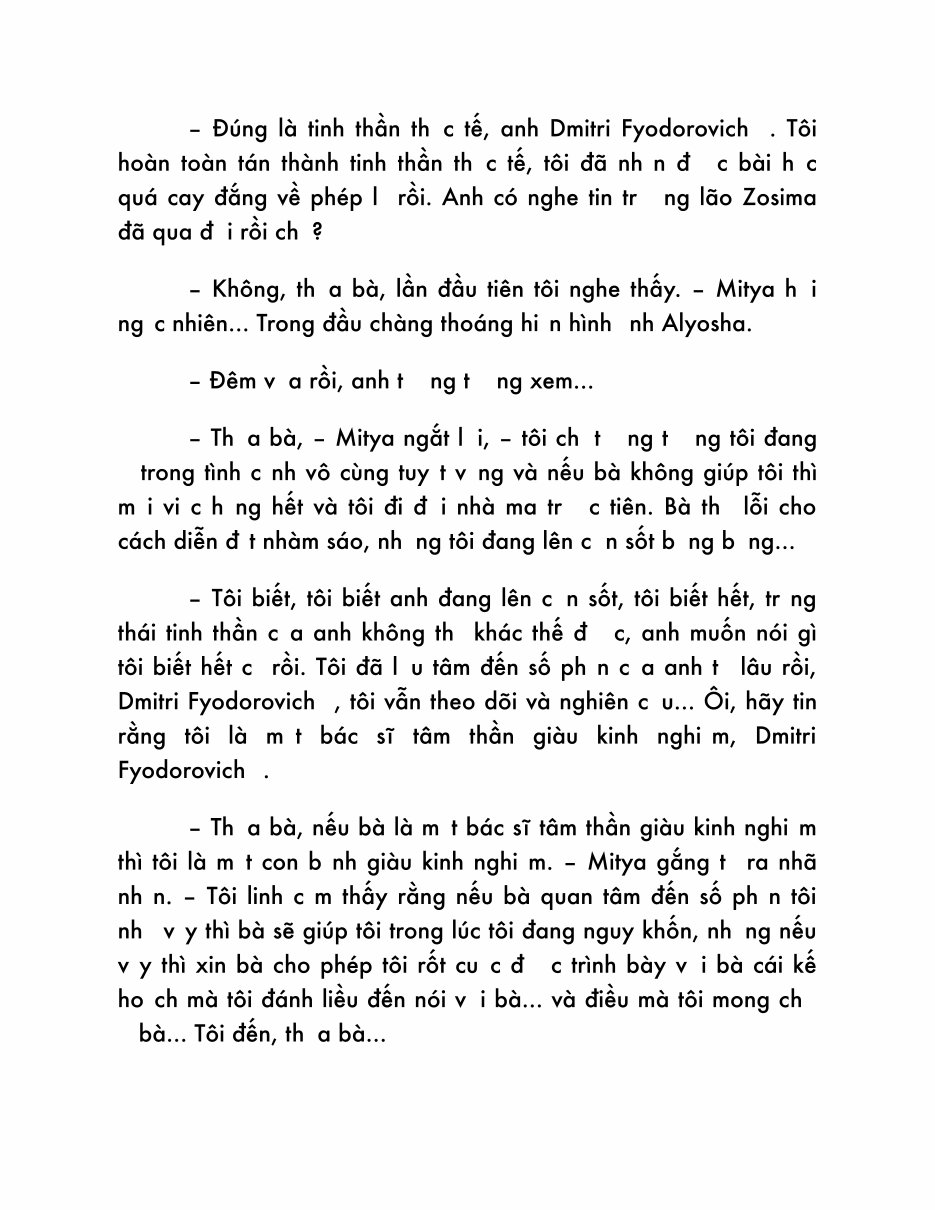 – Đúng là tinh thần th c tế, anh Dmitri Fyodorovich . Tôi
hoàn toàn tán thành tinh thần th c tế, tôi đã nh n đ c bài h c
quá cay đắng về phép l rồi. Anh có nghe tin tr ng lão Zosima
đã qua đ i rồi ch ?
– Không, th a bà, lần đầu tiên tôi nghe thấy. – Mitya h i
ng c nhiên... Trong đầu chàng thoáng hi n hình nh Alyosha.
– Đêm v a rồi, anh t ng t ng xem...
– Th a bà, – Mitya ngắt l i, – tôi ch t ng t ng tôi đang
trong tình c nh vô cùng tuy t v ng và nếu bà không giúp tôi thì
m i vi c h ng hết và tôi đi đ i nhà ma tr c tiên. Bà th lỗi cho
cách diễn đ t nhàm sáo, nh ng tôi đang lên c n sốt b ng b ng...
– Tôi biết, tôi biết anh đang lên c n sốt, tôi biết hết, tr ng
thái tinh thần c a anh không th khác thế đ c, anh muốn nói gì
tôi biết hết c rồi. Tôi đã l u tâm đến số ph n c a anh t lâu rồi,
Dmitri Fyodorovich , tôi vẫn theo dõi và nghiên c u... Ôi, hãy tin
rằng tôi là m t bác sĩ tâm thần giàu kinh nghi m, Dmitri
Fyodorovich .
– Th a bà, nếu bà là m t bác sĩ tâm thần giàu kinh nghi m
thì tôi là m t con b nh giàu kinh nghi m. – Mitya gắng t ra nhã
nh n. – Tôi linh c m thấy rằng nếu bà quan tâm đến số ph n tôi
nh v y thì bà sẽ giúp tôi trong lúc tôi đang nguy khốn, nh ng nếu
v y thì xin bà cho phép tôi rốt cu c đ c trình bày v i bà cái kế
ho ch mà tôi đánh liều đến nói v i bà... và điều mà tôi mong ch
bà... Tôi đến, th a bà...